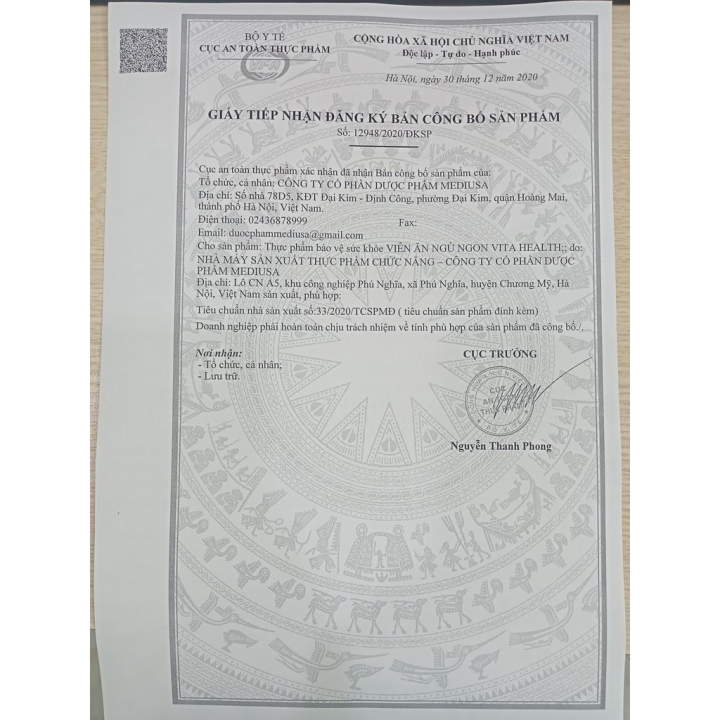 BỘ Y TẾ
CỤC AN TOÀN THỰC PHẨM
CỘNG HÒA XÃ HỘI CHỦ NGHĨA VIỆT NAM
Độc lập - Tự do - Hạnh phúc
Hà Nội, ngày 30 tháng 12 năm 2020
GIẤY TIẾP NHẬN ĐĂNG KÝ BẢN CÔNG BỐ SẢN PHẨM
Số: 12948/2020/ĐKSP
Cục an toàn thực phẩm xác nhận đã nhận Bản công bố sản phẩm của:
Tổ chức, cá nhân: CÔNG TY CỔ PHẦN DƯỢC PHẨM MEDIUSA
Địa chỉ: Số nhà 78D5, KĐT Đại Kim - Định Công, phường Đại Kim, quận Hoàng Mai,
thành phố Hà Nội, Việt Nam.
Điện thoại: 02436878999 Fax:
Email: duocphammediusa@gmail.com
Cho sản phẩm: Thực phẩm bảo vệ sức khỏe VIÊN ĂN NGỦ NGON VITA HEALTH;; do:
NHÀ MÁY SẢN XUẤT THỰC PHẨM CHỨC NĂNG – CÔNG TY CỔ PHẦN DƯỢC
PHẨM MEDIUSA
Địa chỉ: Lô CN A5, khu công nghiệp Phú Nghĩa, xã Phú Nghĩa, huyện Chương Mỹ, Hà
Nội, Việt Nam sản xuất, phù hợp:
Tiêu chuẩn nhà sản xuất số:33/2020/TCSPMĐ ( tiêu chuẩn sản phẩm đính kèm)
Doanh nghiệp phải hoàn toàn chịu trách nhiệm về tính phù hợp của sản phẩm đã công bố./.
Nơi nhận:
- Tổ chức, cá nhân;
- Lưu trữ.
CỤC TRƯỞNG
CỤC
AN TOÀN
THỰC PHẨM
BỘ Y TẾ
Nguyễn Thanh Phong